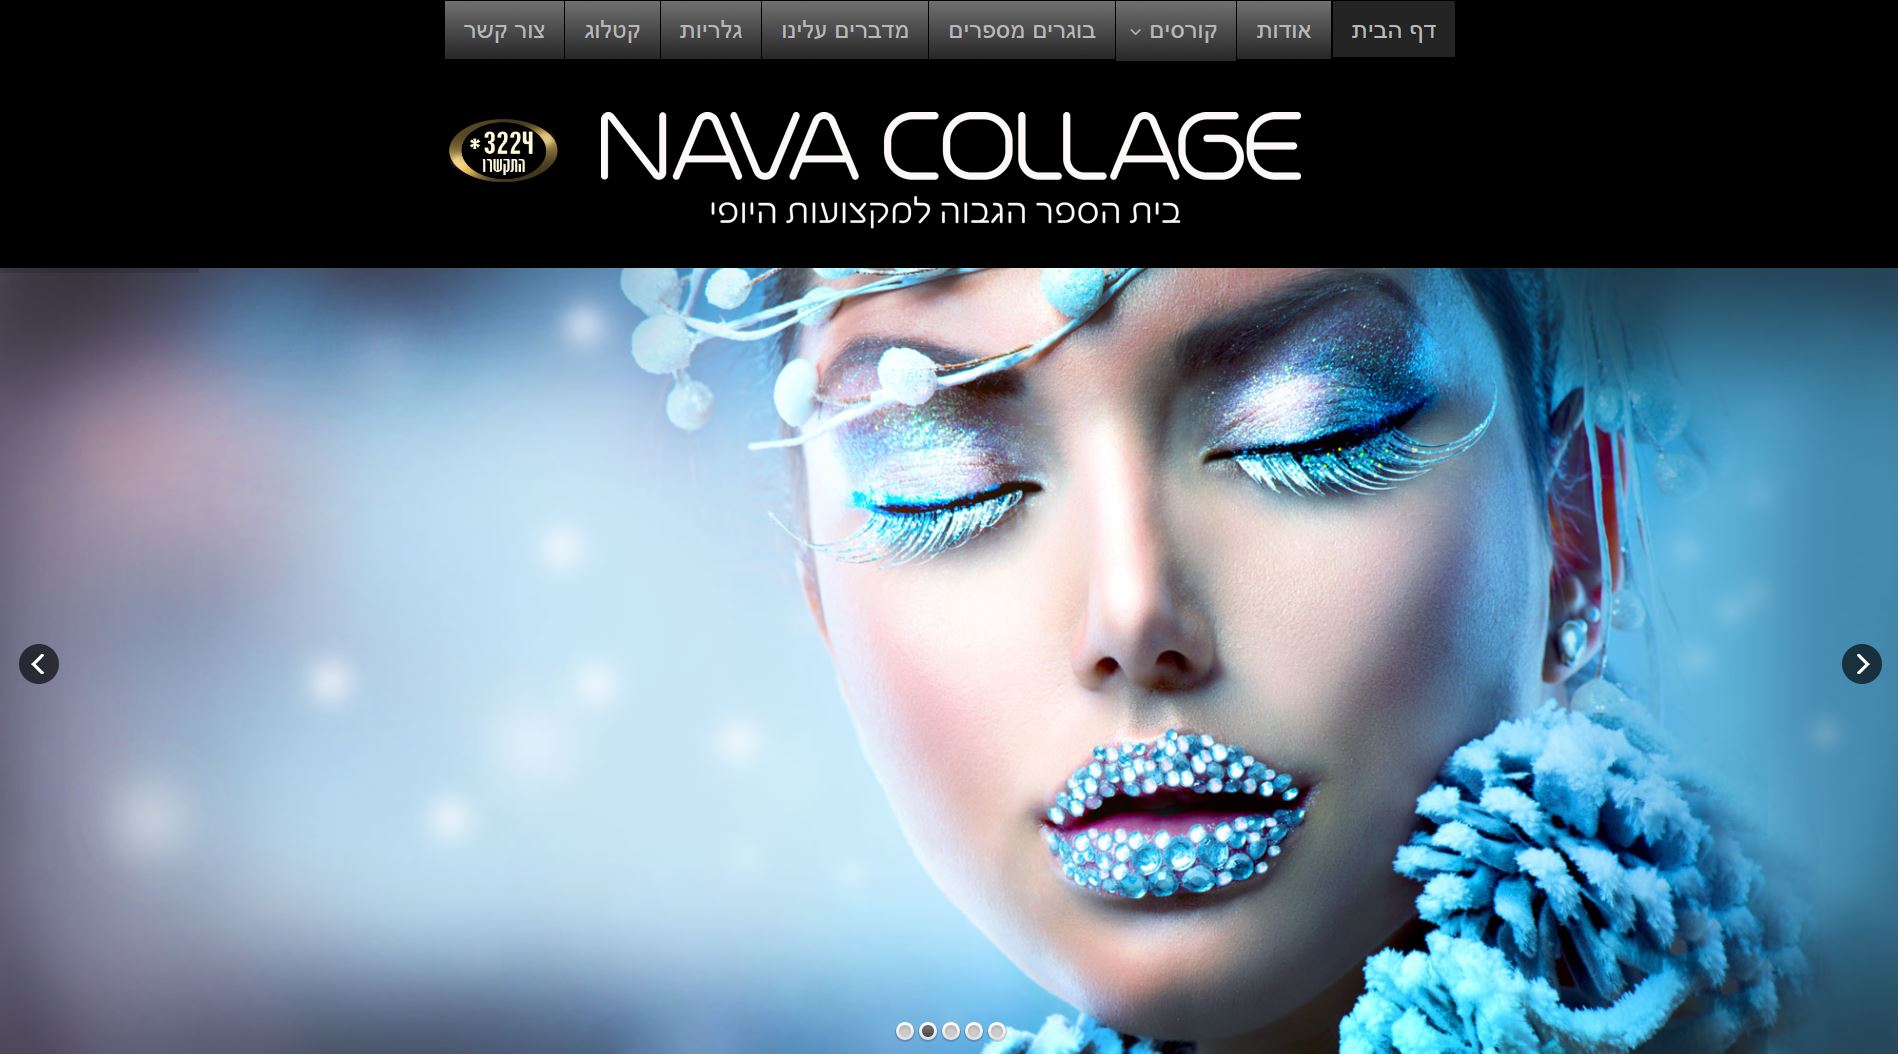 דף הבית
אודות
קורסים
בוגרים מספרים
מדברים עלינו
גלריות
קטלוג
צור קשר
NAVA COLLAGE
בית הספר הגבוה למקצועות היופי
*3224
התקשרו